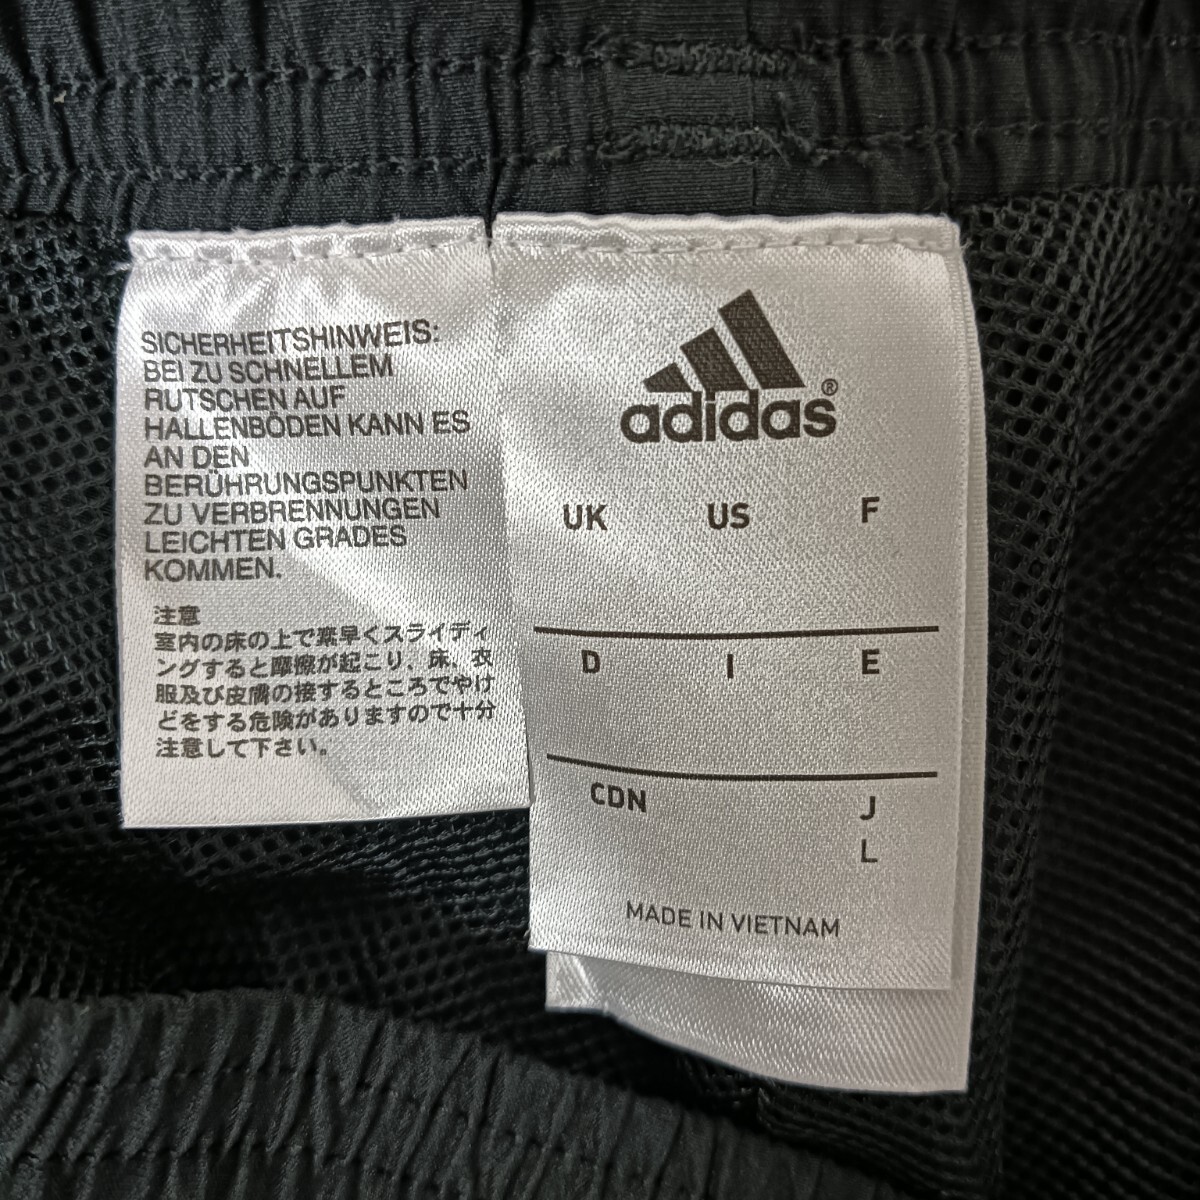 SICHERHEITSHINWEIS:
BEI ZU SCHNELLEM
RUTSCHEN AUF
HALLENBÖDEN KANN ES
AN DEN
BERÜHRUNGSPUNKTEN
ZU VERBRENNUNGEN
LEICHTEN GRADES
KOMMEN.
注意
室内の床の上で素早くスライディ
ングすると摩擦が起こり、床、衣
服及び皮膚の接するところでやけ
どをする危険がありますので十分
注意して下さい。
adidas®
UK US F
D I E
CDN J
L
MADE IN VIETNAM